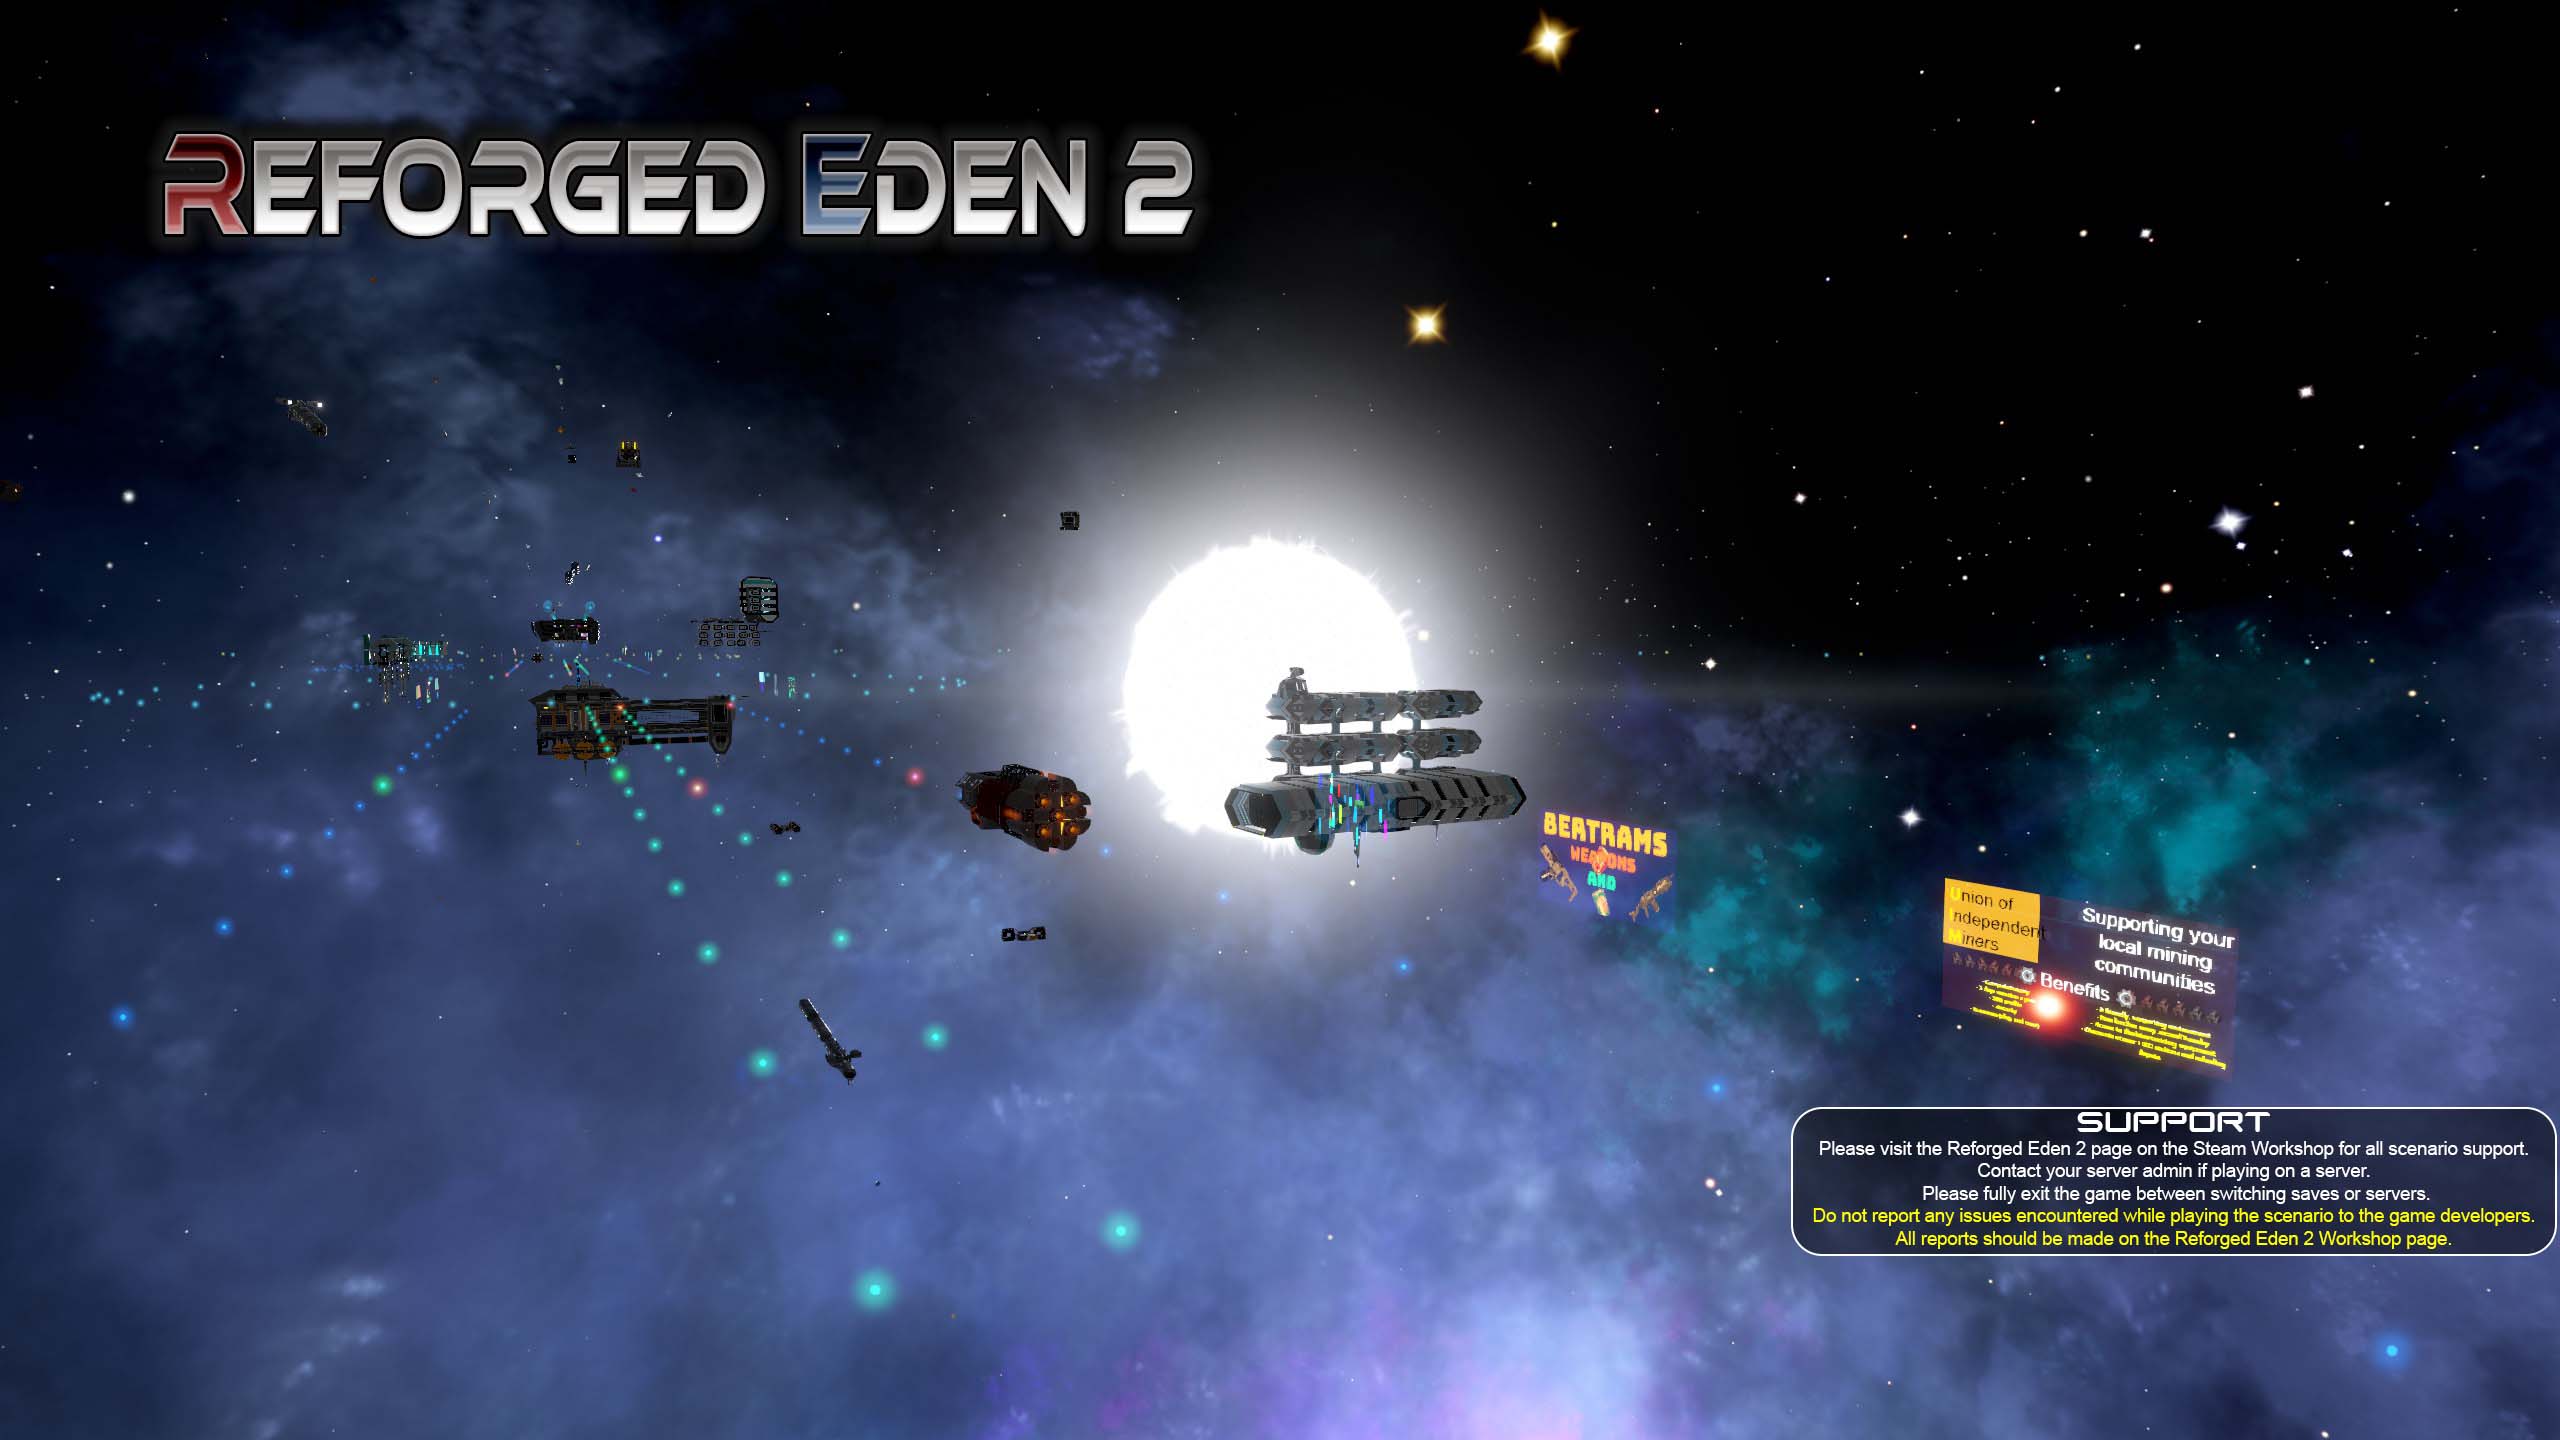 REFORGED EDEN 2
BEATRAMS
WEAPONS
AND
Union of
Independent
Miners
Supporting your
local mining
communities
Benefits
SUPPORT
Please visit the Reforged Eden 2 page on the Steam Workshop for all scenario support.
Contact your server admin if playing on a server.
Please fully exit the game between switching saves or servers.
Do not report any issues encountered while playing the scenario to the game developers.
All reports should be made on the Reforged Eden 2 Workshop page.